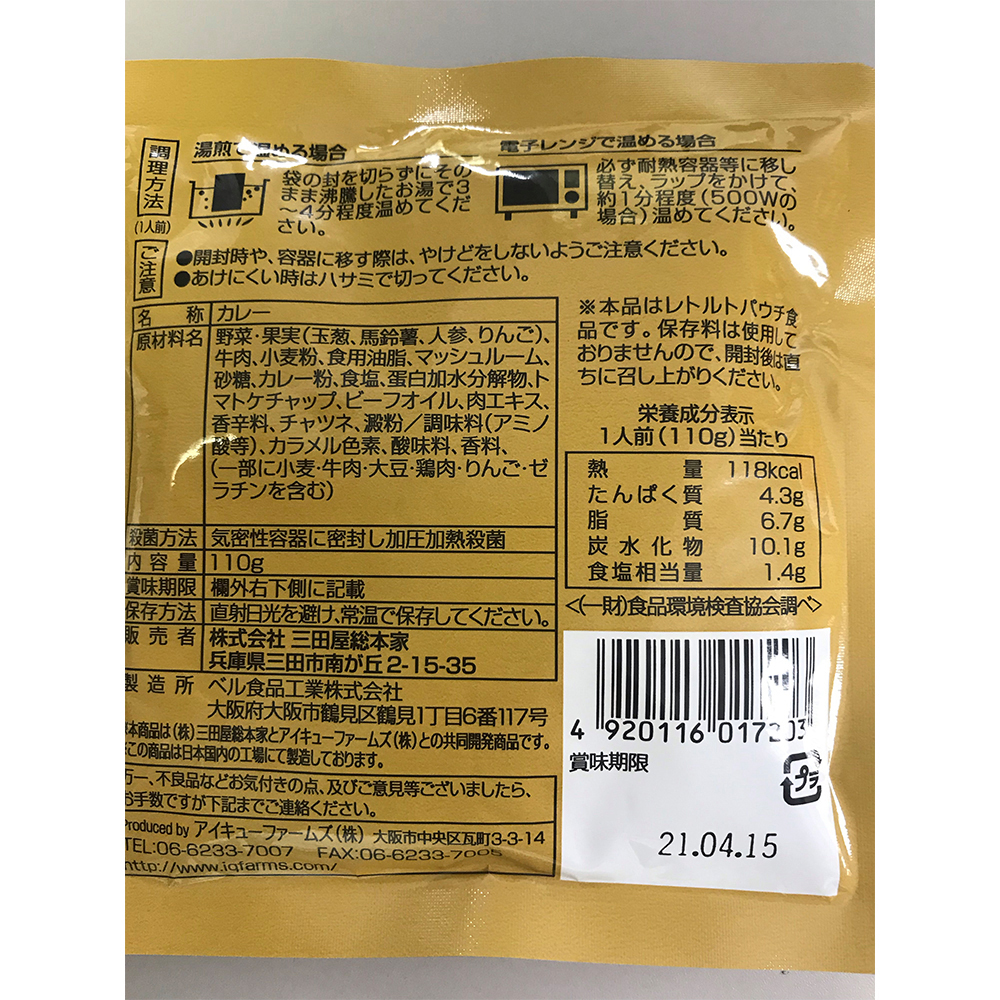 調理方法
(1人前)
湯煎で温める場合
袋の封を切らずにその
まま沸騰したお湯で3
～4分程度温めてくだ
さい。
電子レンジで温める場合
必ず耐熱容器等に移し
替え、ラップをかけて、
約1分程度(500Wの
場合)温めてください。
ご注意
●開封時や、容器に移す際は、やけどをしないようご注意ください。
●あけにくい時はハサミで切ってください。
名称 カレー
原材料名 野菜・果実(玉葱、馬鈴薯、人参、りんご)、
牛肉、小麦粉、食用油脂、マッシュルーム、
砂糖、カレー粉、食塩、蛋白加水分解物、ト
マトケチャップ、ビーフオイル、肉エキス、
香辛料、チャツネ、澱粉／調味料(アミノ
酸等)、カラメル色素、酸味料、香料、
(一部に小麦・牛肉・大豆・鶏肉・りんご・ゼ
ラチンを含む)
殺菌方法 気密性容器に密封し加圧加熱殺菌
内容量 110g
賞味期限 欄外右下側に記載
保存方法 直射日光を避け、常温で保存してください。
販売者 株式会社 三田屋総本家
兵庫県三田市南が丘2-15-35
製造所 ベル食品工業株式会社
大阪府大阪市鶴見区鶴見1丁目6番117号
本商品は(株)三田屋総本家とアイキューファームズ(株)との共同開発商品です。
この商品は日本国内の工場にて製造しております。
万一、不良品などお気付きの点、及びご意見等ございましたら、
お手数ですが下記までご連絡ください。
Produced by アイキューファームズ(株) 大阪市中央区瓦町3-3-14
TEL:06-6233-7007 FAX:06-6233-7005
http://www.iqfarms.com/
※本品はレトルトパウチ食
品です。保存料は使用して
おりませんので、開封後は直
ちに召し上がりください。
栄養成分表示
1人前(110g)当たり
熱量 118kcal
たんぱく質 4.3g
脂質 6.7g
炭水化物 10.1g
食塩相当量 1.4g
<(一財)食品環境検査協会調べ>
4 920116 017203
賞味期限
プラ
21.04.15